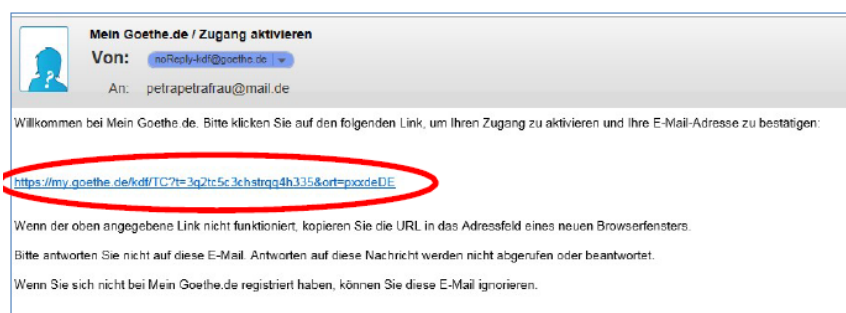 Mein Goethe.de / Zugang aktivieren
Von: noReply-kdf@goethe.de
An: petrapetrafrau@mail.de
Willkommen bei Mein Goethe.de. Bitte klicken Sie auf den folgenden Link, um Ihren Zugang zu aktivieren und Ihre E-Mail-Adresse zu bestätigen:
https://my.goethe.de/kdf/TC?t=3q2tc5c3chstrqq4h335&ort=pxxdeDE
Wenn der oben angegebene Link nicht funktioniert, kopieren Sie die URL in das Adressfeld eines neuen Browserfensters.
Bitte antworten Sie nicht auf diese E-Mail. Antworten auf diese Nachricht werden nicht abgerufen oder beantwortet.
Wenn Sie sich nicht bei Mein Goethe.de registriert haben, können Sie diese E-Mail ignorieren.